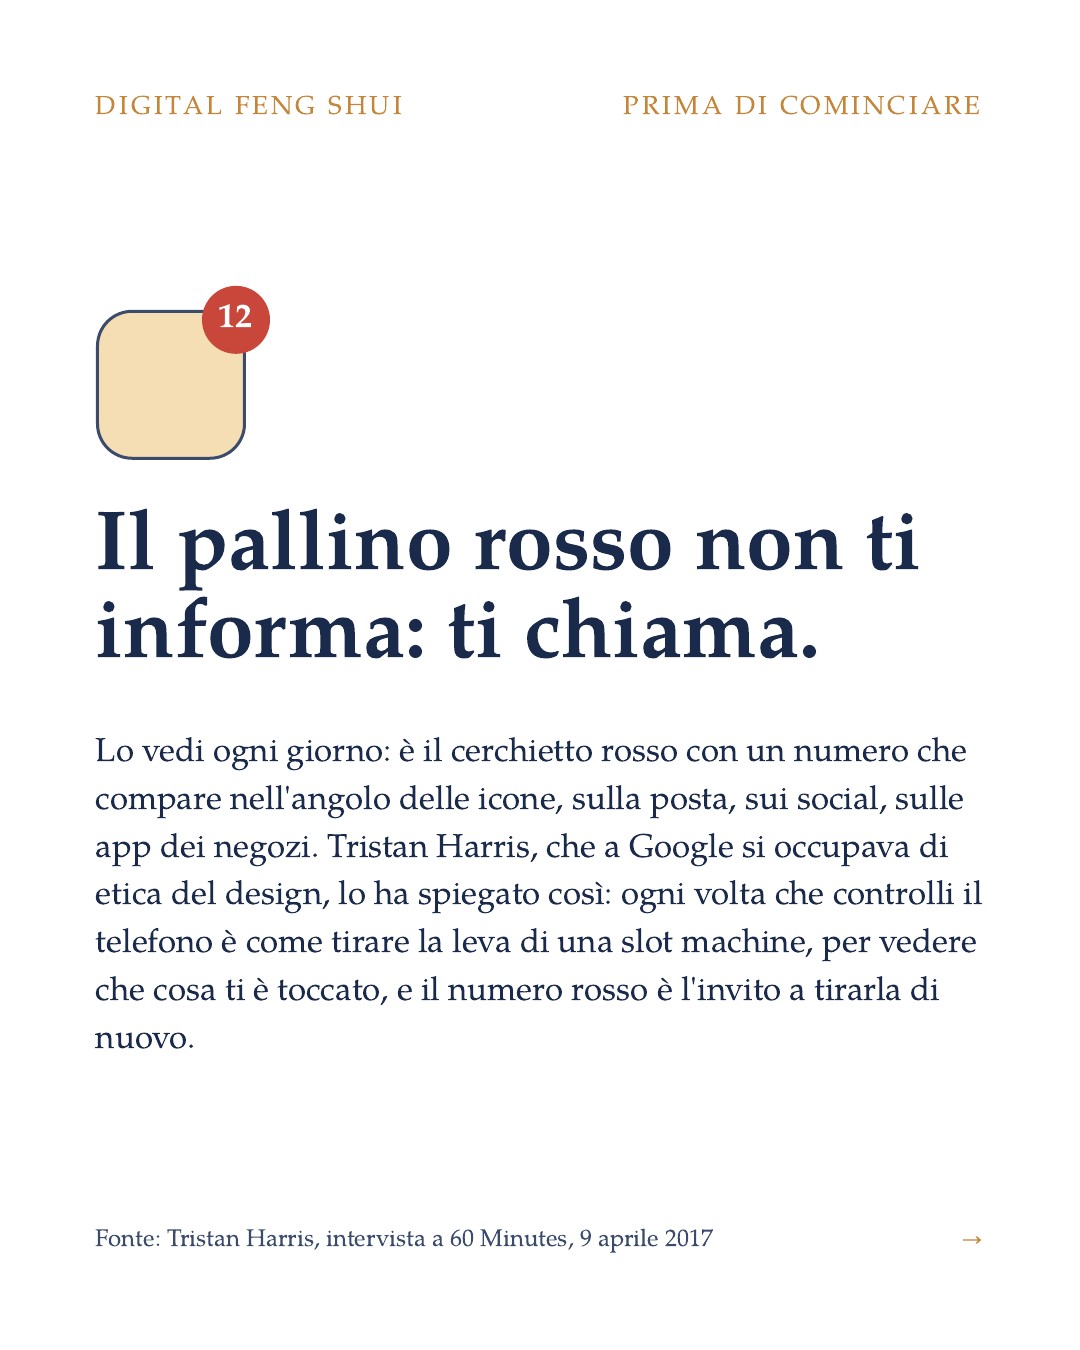 DIGITAL FENG SHUI
PRIMA DI COMINCIARE
12
Il pallino rosso non ti
informa: ti chiama.
Lo vedi ogni giorno: è il cerchietto rosso con un numero che
compare nell'angolo delle icone, sulla posta, sui social, sulle
app dei negozi. Tristan Harris, che a Google si occupava di
etica del design, lo ha spiegato così: ogni volta che controlli il
telefono è come tirare la leva di una slot machine, per vedere
che cosa ti è toccato, e il numero rosso è l'invito a tirarla di
nuovo.
Fonte: Tristan Harris, intervista a 60 Minutes, 9 aprile 2017
→